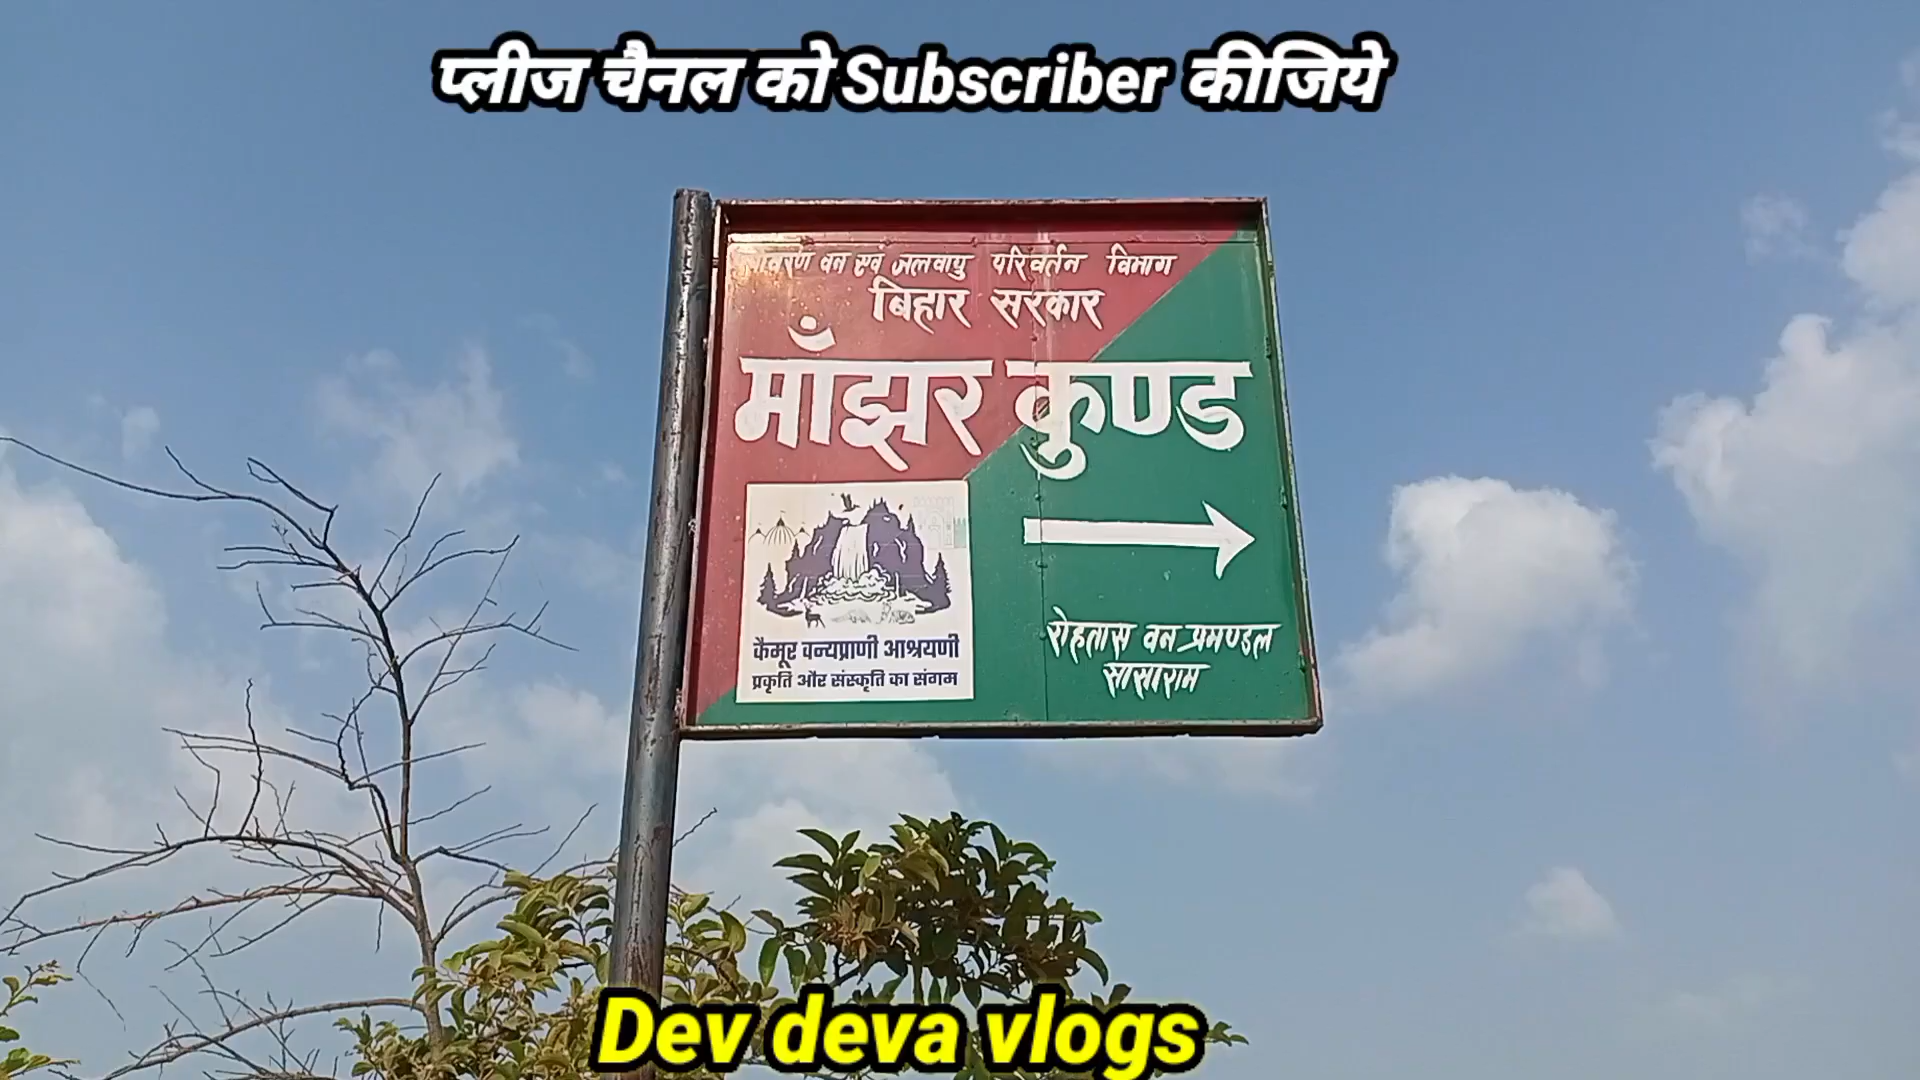 प्लीज चैनल को Subscriber कीजिये
वन एवं जलवायु परिवर्तन विभाग
बिहार सरकार
माँझर कुण्ड
कैमूर वन्यप्राणी आश्रयणी
प्रकृति और संस्कृति का संगम
रोहतास वन प्रमण्डल
सासाराम
Dev deva vlogs